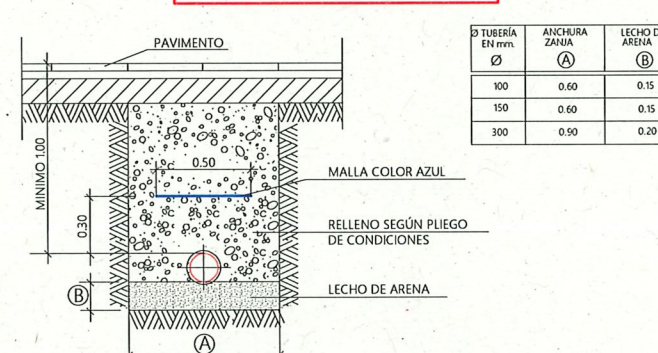 PAVIMENTO
MINIMO 1.00
0.50
MALLA COLOR AZUL
0.30
RELLENO SEGÚN PLIEGO
DE CONDICIONES
LECHO DE ARENA
B
A
Ø TUBERÍA ANCHURA LECHO D
EN mm. ZANJA ARENA
Ø A B
100 0.60 0.15
150 0.60 0.15
300 0.90 0.20